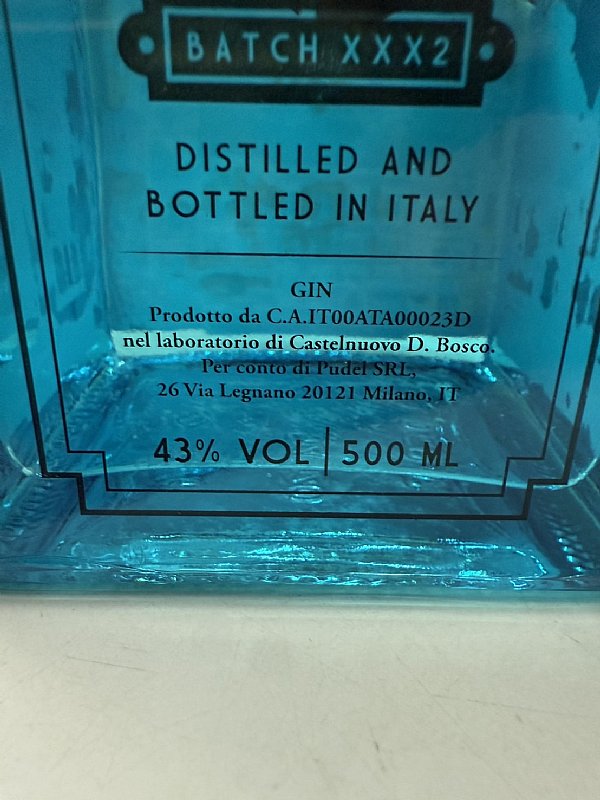 BATCH XXX2
DISTILLED AND
BOTTLED IN ITALY
GIN
Prodotto da C.A.IT00ATA00023D
nel laboratorio di Castelnuovo D. Bosco.
Per conto di Pudel SRL,
26 Via Legnano 20121 Milano, IT
43% VOL | 500 ML